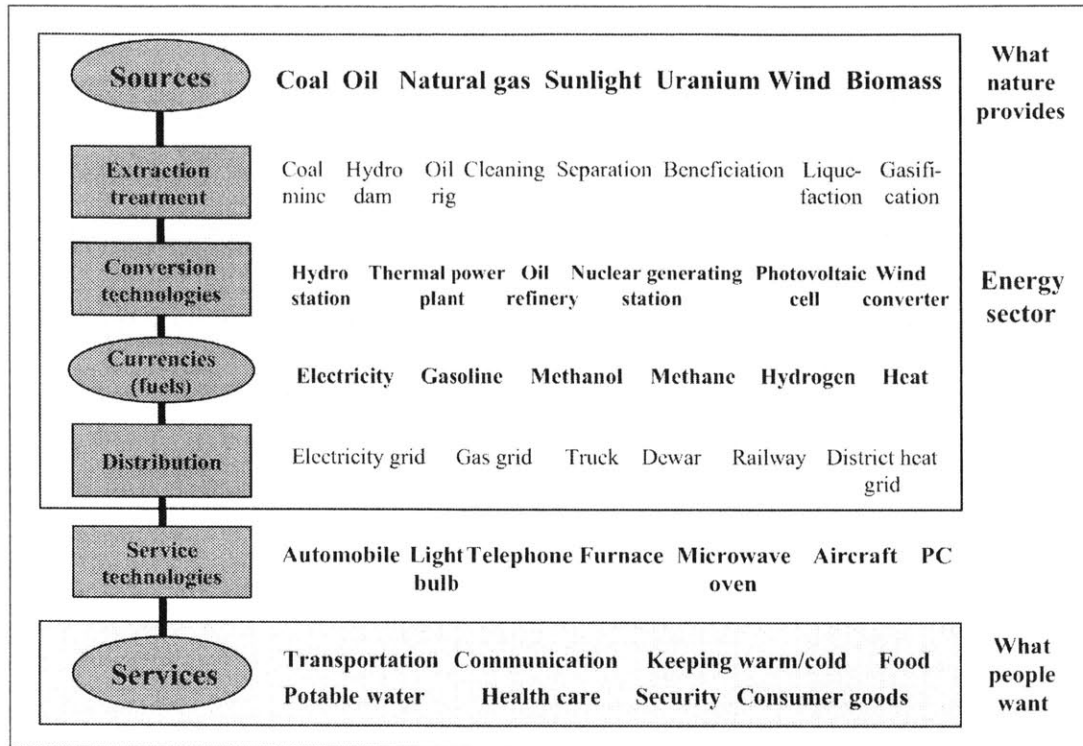 Sources
Coal Oil Natural gas Sunlight Uranium Wind Biomass
What
nature
provides
Extraction
treatment
Coal Hydro Oil Cleaning Separation Beneficiation Lique- Gasifi-
mine dam rig faction cation
Conversion
technologies
Hydro Thermal power Oil Nuclear generating Photovoltaic Wind
station plant refinery station cell converter
Energy
sector
Currencies
(fuels)
Electricity Gasoline Methanol Methane Hydrogen Heat
Distribution
Electricity grid Gas grid Truck Dewar Railway District heat
grid
Service
technologies
Automobile Light Telephone Furnace Microwave Aircraft PC
bulb oven
Services
Transportation Communication Keeping warm/cold Food
Potable water Health care Security Consumer goods
What
people
want